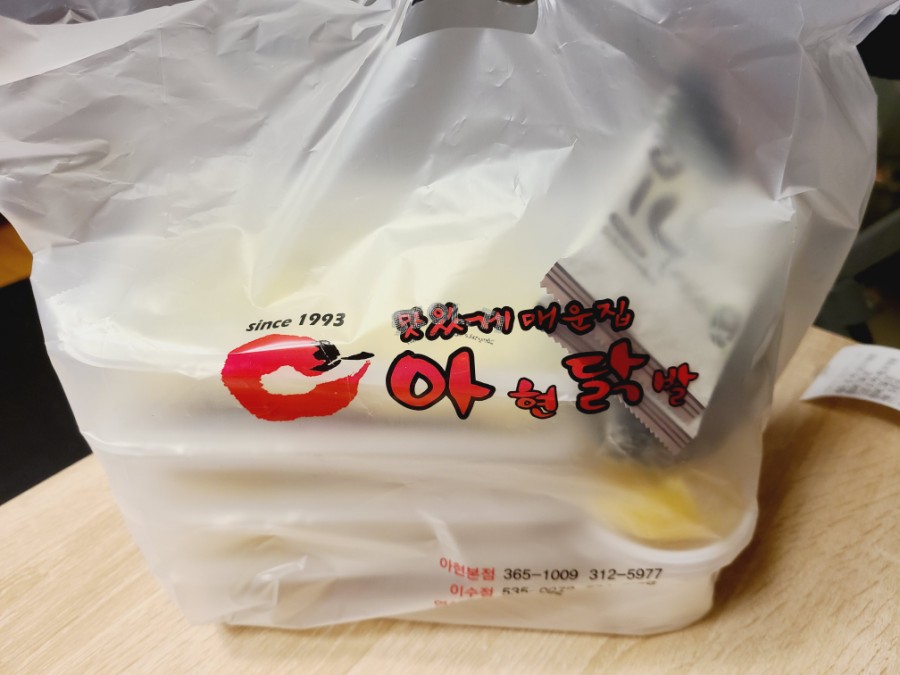 since 1993
맛있게 매운집
아현닭발
아현본점 365-1009 312-5977
이수점 535